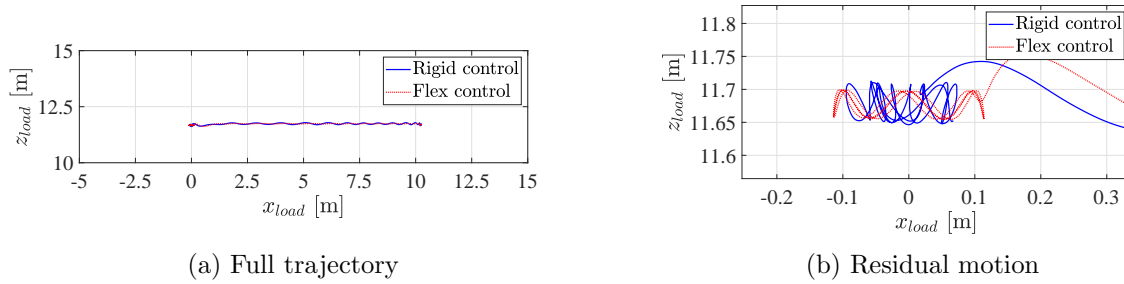 15
12.5
10
z_load [m]
-5 -2.5 0 2.5 5 7.5 10 12.5 15
x_load [m]
Rigid control
Flex control
(a) Full trajectory
11.8
11.75
11.7
11.65
11.6
z_load [m]
-0.2 -0.1 0 0.1 0.2 0.3
x_load [m]
Rigid control
Flex control
(b) Residual motion